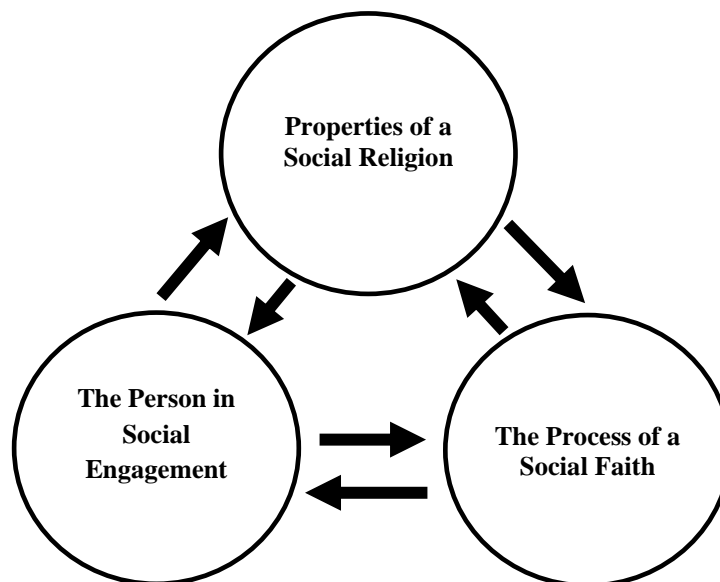 Properties of a
Social Religion
The Person in
Social
Engagement
The Process of a
Social Faith